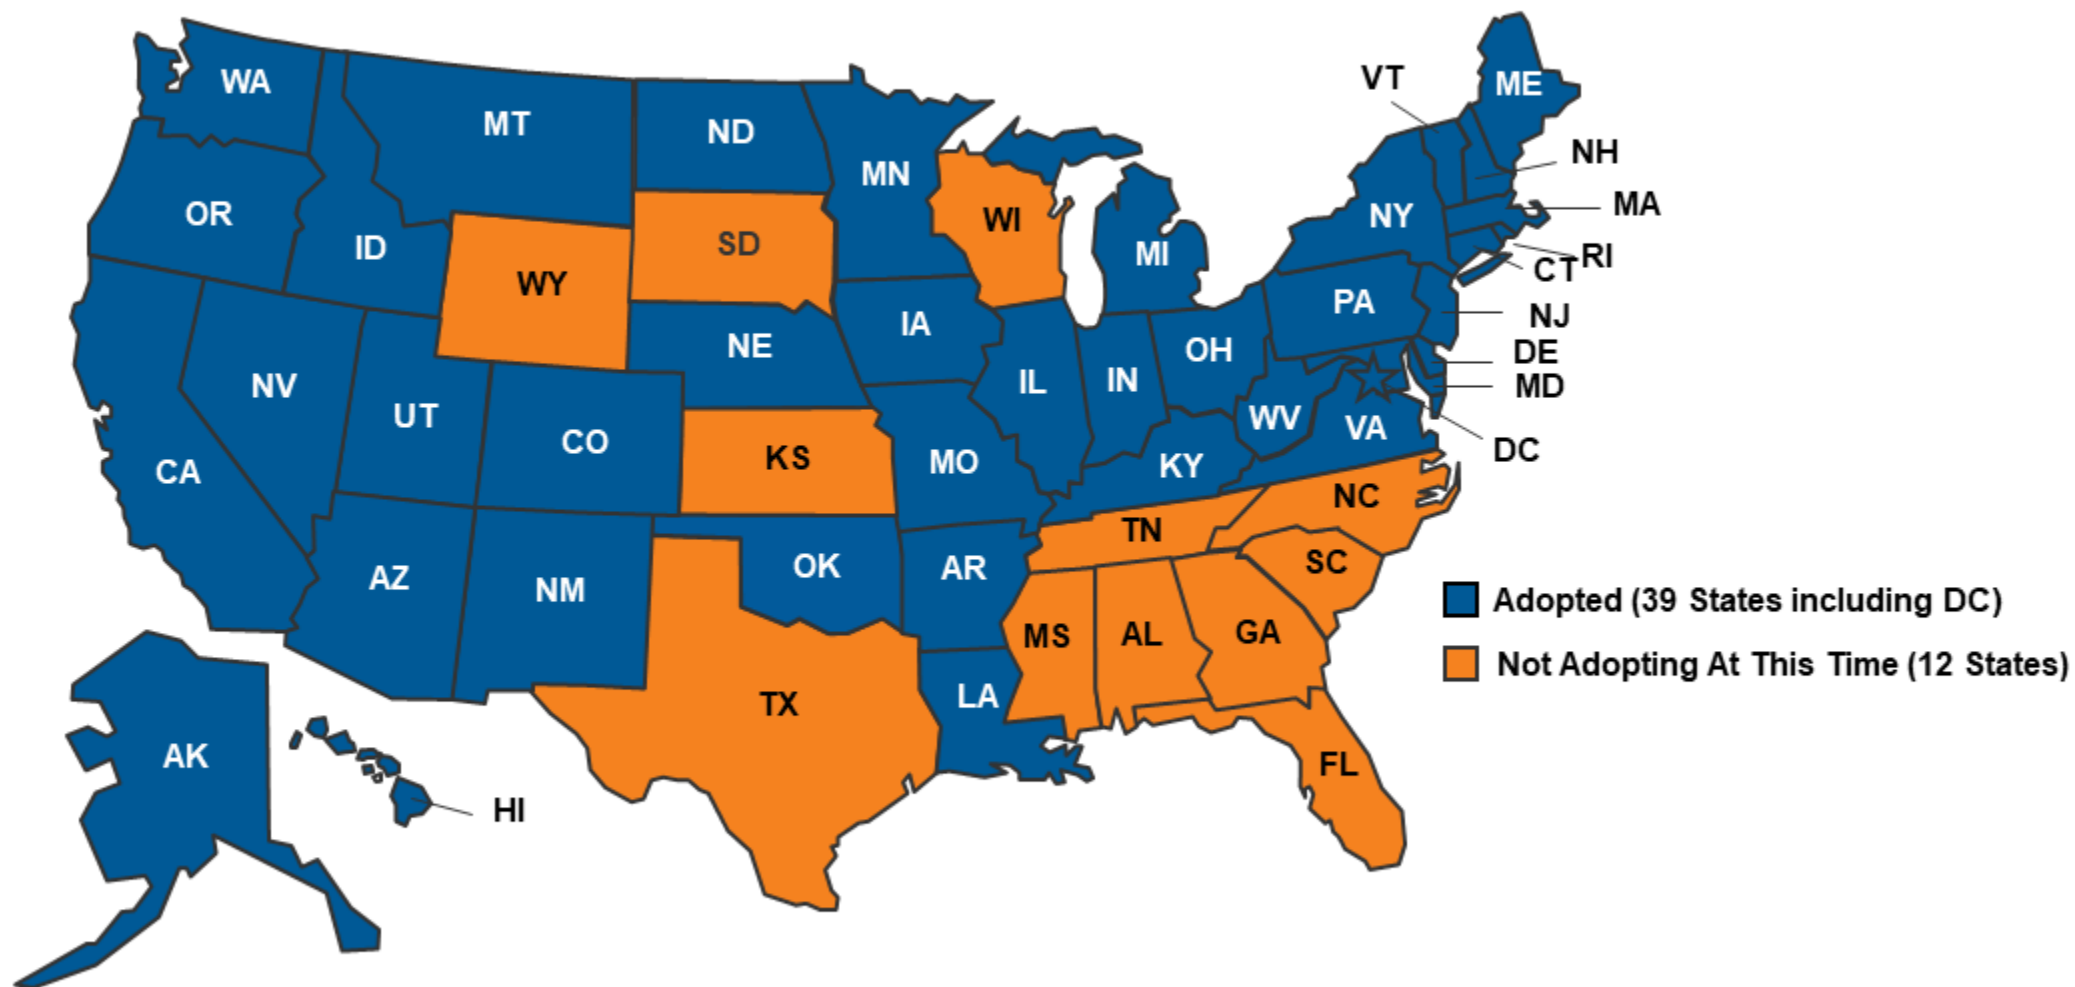 WA
MT
ND
MN
VT
ME
NH
OR
ID
WY
SD
WI
MI
NY
MA
RI
CT
NV
UT
CO
NE
IA
IL
IN
OH
PA
NJ
DE
MD
CA
KS
MO
KY
WV
VA
DC
AZ
NM
OK
AR
TN
NC
SC
TX
LA
MS
AL
GA
FL
AK
HI
Adopted (39 States including DC)
Not Adopting At This Time (12 States)